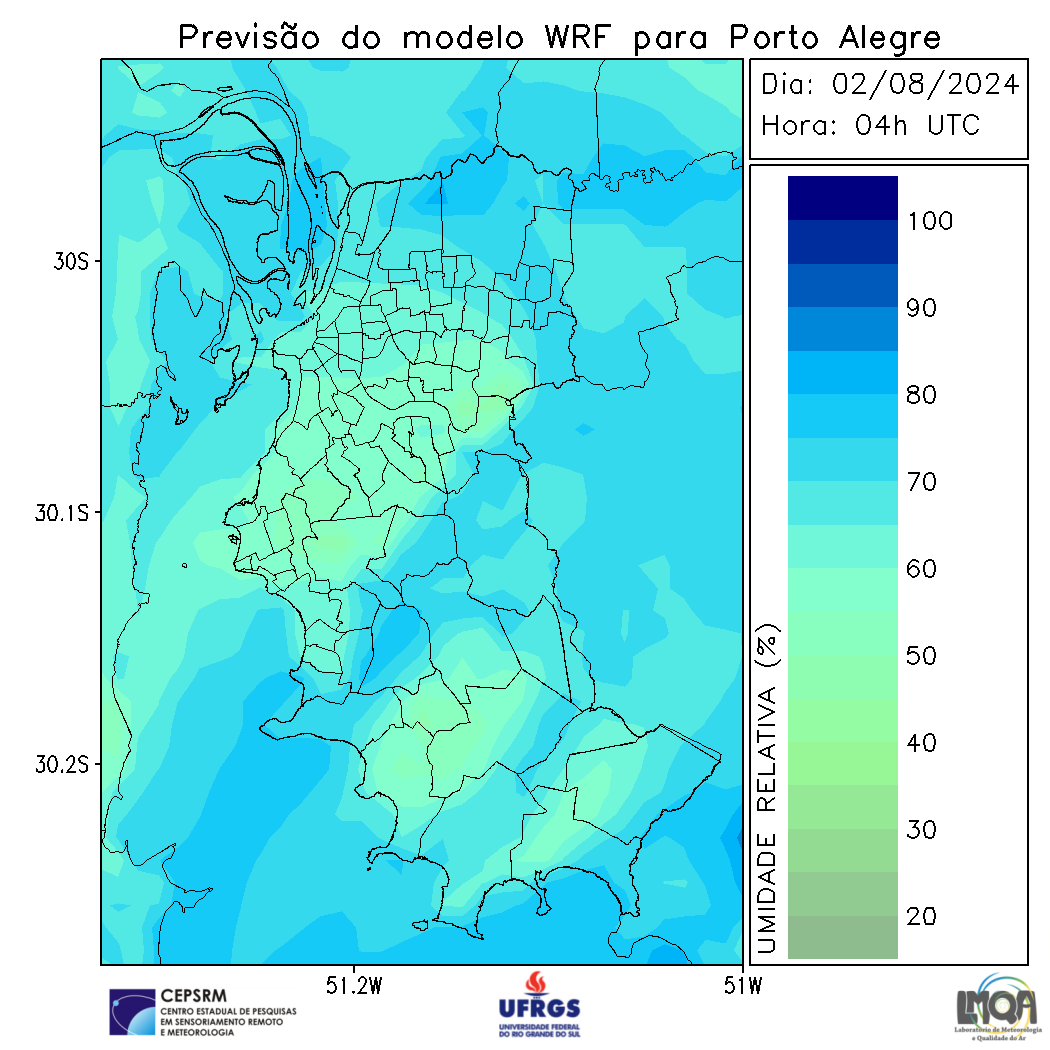 Previsão do modelo WRF para Porto Alegre
Dia: 02/08/2024
Hora: 04h UTC
30S
30.1S
30.2S
51.2W
51W
100
90
80
70
60
50
40
30
20
UMIDADE RELATIVA (%)
CEPSRM
CENTRO ESTADUAL DE PESQUISAS
EM SENSORIAMENTO REMOTO
E METEOROLOGIA
UFRGS
UNIVERSIDADE FEDERAL
DO RIO GRANDE DO SUL
LMQA
Laboratório de Meteorologia
e Qualidade do Ar